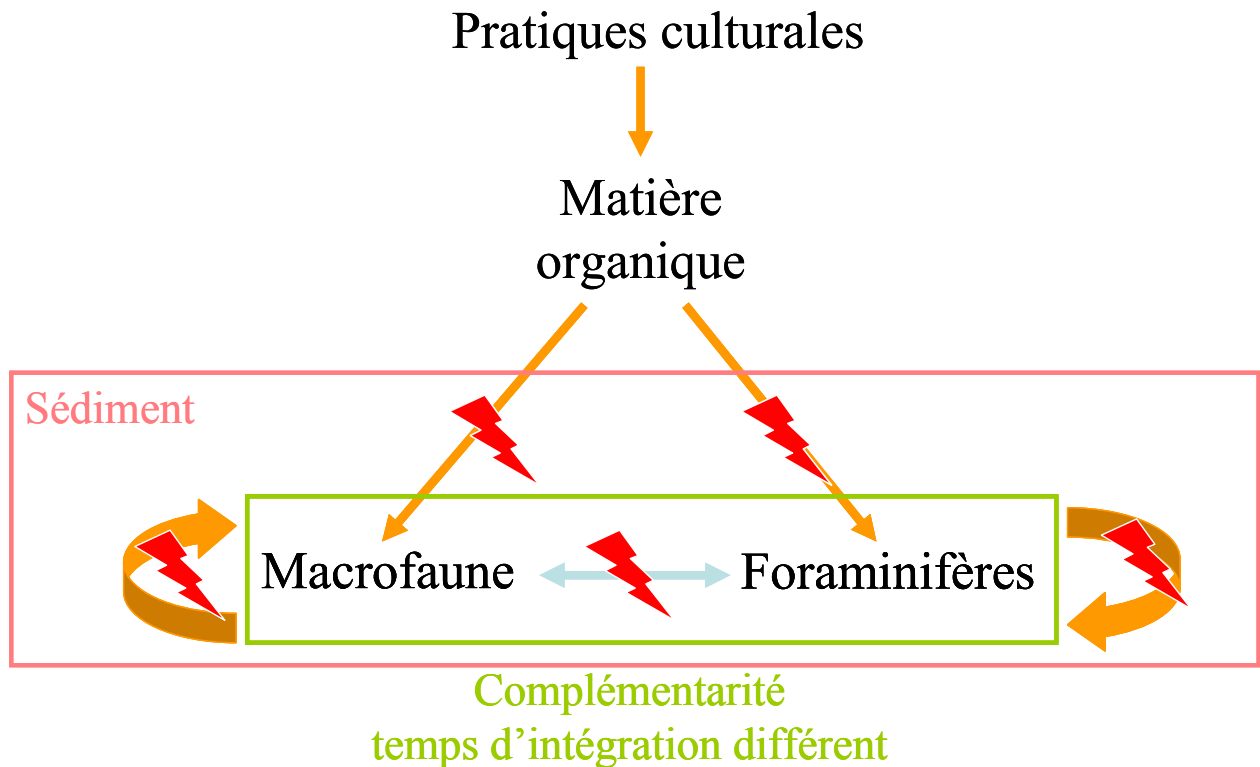 Pratiques culturales
Matière
organique
Sédiment
Macrofaune
Foraminifères
Complémentarité
temps d’intégration différent